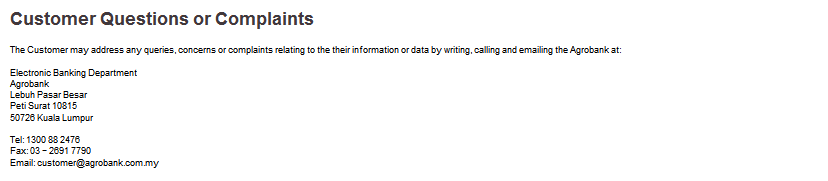 Customer Questions or Complaints
The Customer may address any queries, concerns or complaints relating to the their information or data by writing, calling and emailing the Agrobank at:
Electronic Banking Department
Agrobank
Lebuh Pasar Besar
Peti Surat 10815
50726 Kuala Lumpur
Tel: 1300 88 2476
Fax: 03 – 2691 7790
Email: customer@agrobank.com.my